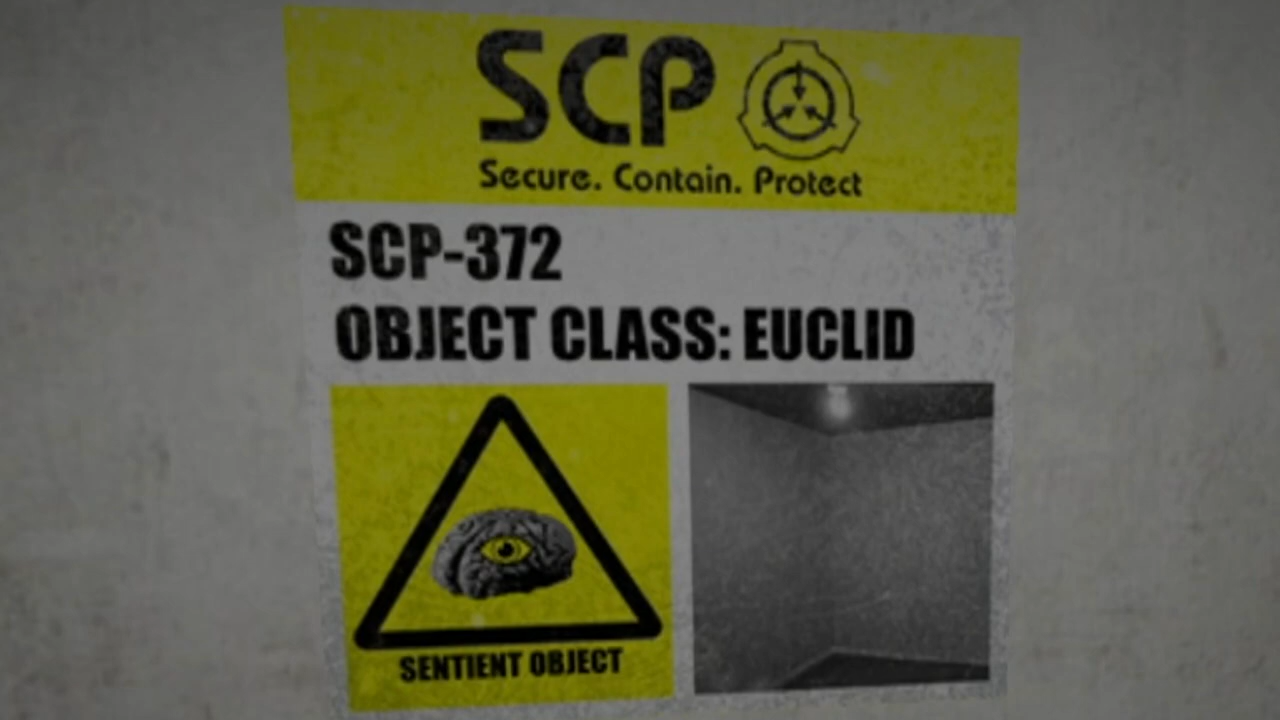 SCP
Secure. Contain. Protect
SCP-372
OBJECT CLASS: EUCLID
SENTIENT OBJECT